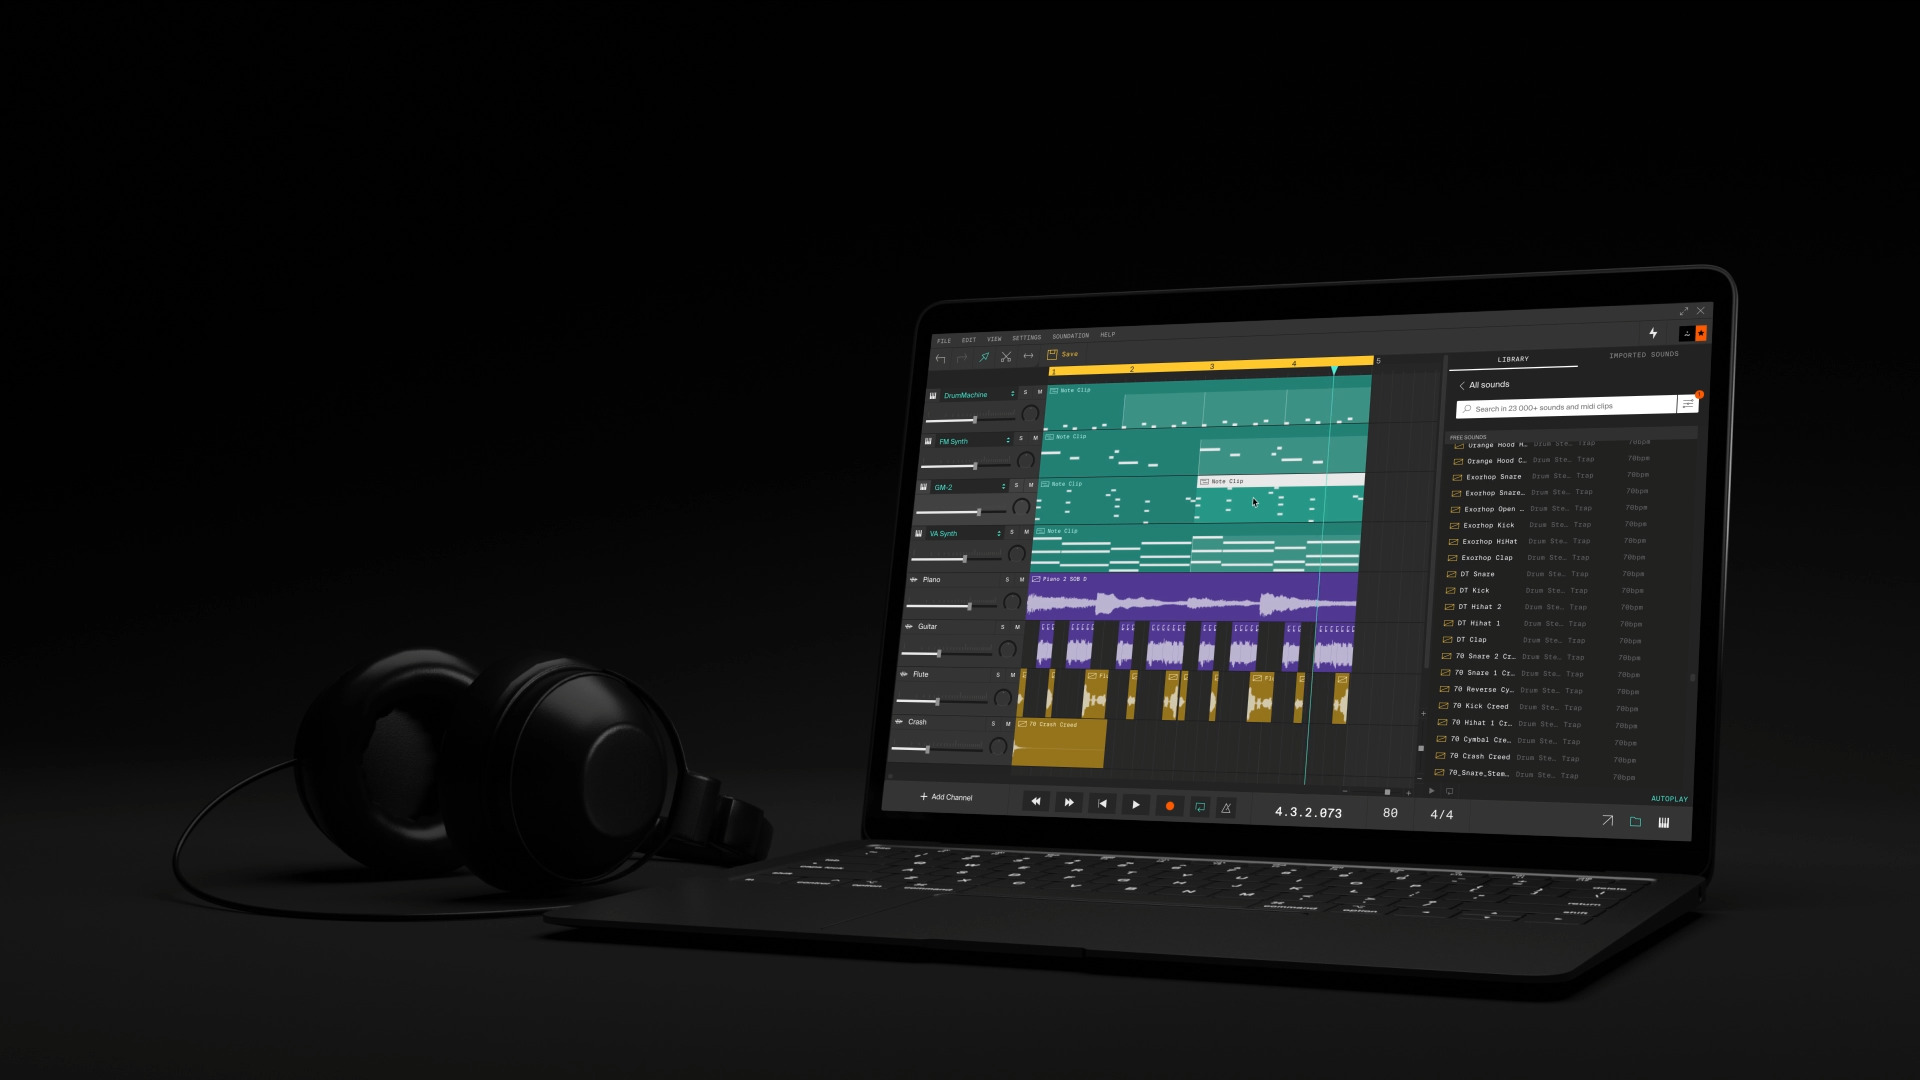 FILE EDIT VIEW SETTINGS SOUNDATION HELP
Save
1 2 3 4 5
DrumMachine S M
Note Clip
FM Synth S M
Note Clip
GM-2 S M
Note Clip
Note Clip
VA Synth S M
Note Clip
Piano S M
Piano 2 SOB D
Guitar S M
Flute S M
Crash S M
70 Crash Creed
+ Add Channel
4.3.2.073 80 4/4
LIBRARY IMPORTED SOUNDS
All sounds
Search in 23 000+ sounds and midi clips
FREE SOUNDS
Orange Hood H… Drum Ste… Trap 70bpm
Orange Hood C… Drum Ste… Trap 70bpm
Exorhop Snare Drum Ste… Trap 70bpm
Exorhop Snare… Drum Ste… Trap 70bpm
Exorhop Open … Drum Ste… Trap 70bpm
Exorhop Kick Drum Ste… Trap 70bpm
Exorhop HiHat Drum Ste… Trap 70bpm
Exorhop Clap Drum Ste… Trap 70bpm
DT Snare Drum Ste… Trap 70bpm
DT Kick Drum Ste… Trap 70bpm
DT Hihat 2 Drum Ste… Trap 70bpm
DT Hihat 1 Drum Ste… Trap 70bpm
DT Clap Drum Ste… Trap 70bpm
70 Snare 2 Cr… Drum Ste… Trap 70bpm
70 Snare 1 Cr… Drum Ste… Trap 70bpm
70 Reverse Cy… Drum Ste… Trap 70bpm
70 Kick Creed Drum Ste… Trap 70bpm
70 Hihat 1 Cr… Drum Ste… Trap 70bpm
70 Cymbal Cre… Drum Ste… Trap 70bpm
70 Crash Creed Drum Ste… Trap 70bpm
70_Snare_Stem… Drum Ste… Trap 70bpm
AUTOPLAY
delete
return
shift
command option
control option command